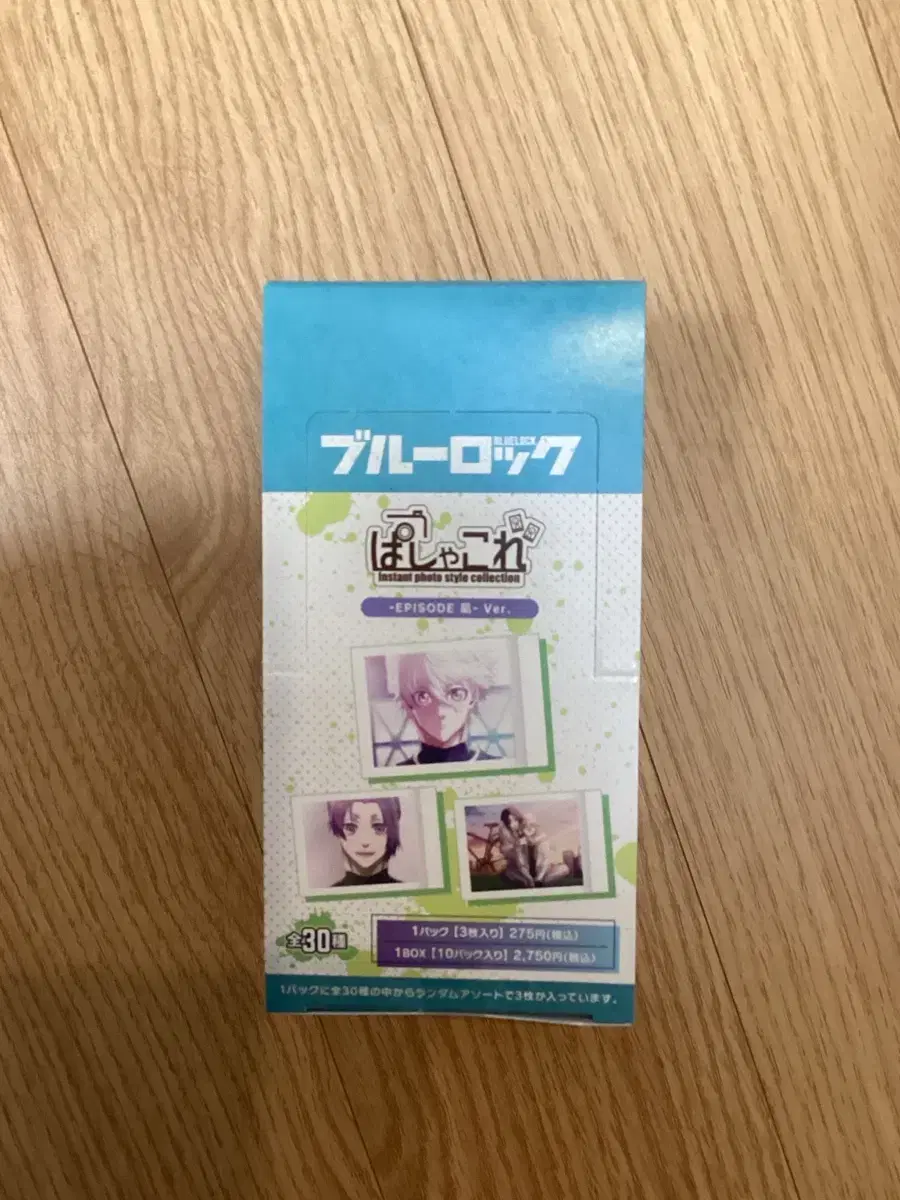 BLUELOCK
ブルーロック
ぱしゃこれ
instant photo style collection
-EPISODE 凪- Ver.
全30種
1パック【3枚入り】275円(税込)
1BOX【10パック入り】2,750円(税込)
1パックに全30種の中からランダムアソートで3枚が入っています。